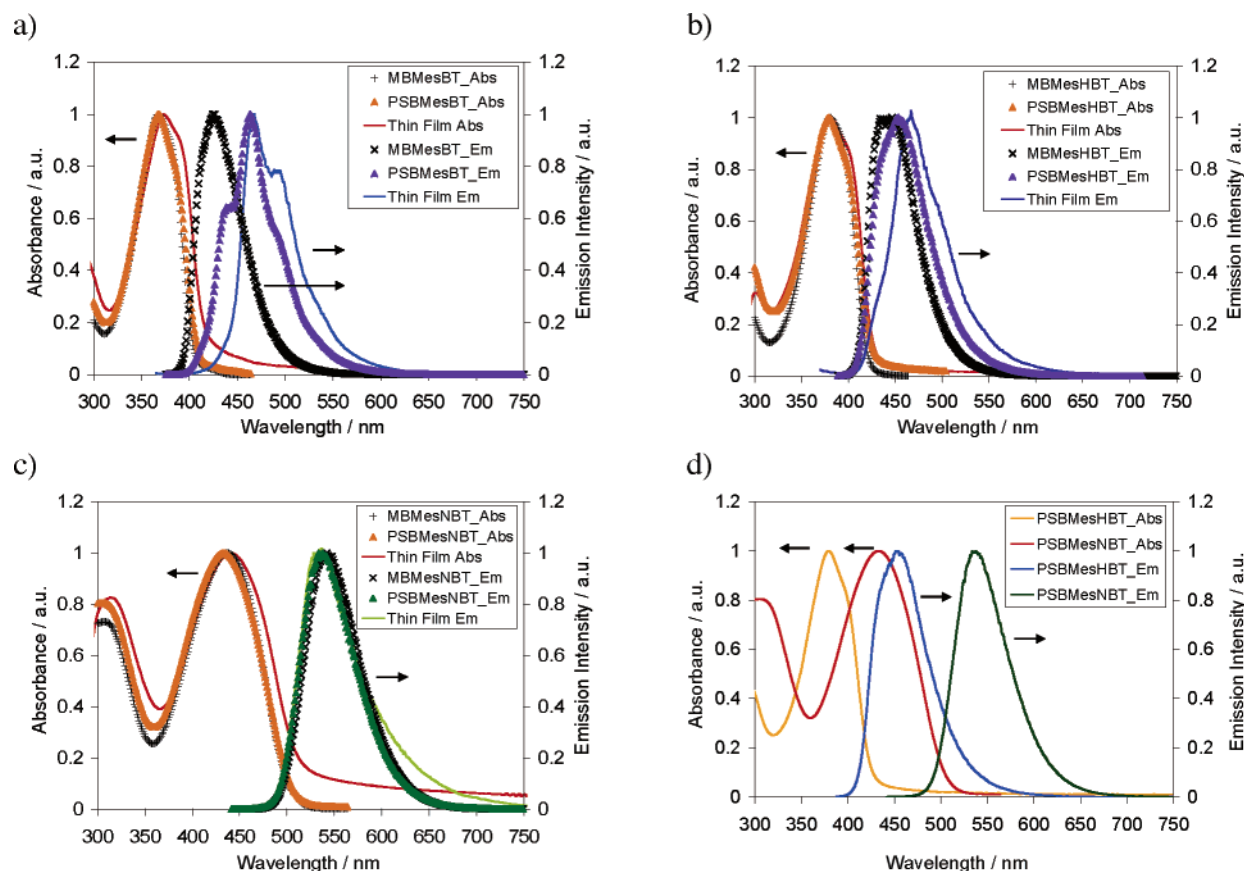 a)
1.2
1
0.8
0.6
0.4
0.2
0
Absorbance / a.u.
300 350 400 450 500 550 600 650 700 750
Wavelength / nm
1.2
1
0.8
0.6
0.4
0.2
0
Emission Intensity / a.u.
MBMesBT_Abs
PSBMesBT_Abs
Thin Film Abs
MBMesBT_Em
PSBMesBT_Em
Thin Film Em
b)
1.2
1
0.8
0.6
0.4
0.2
0
Absorbance / a.u.
300 350 400 450 500 550 600 650 700 750
Wavelength / nm
1.2
1
0.8
0.6
0.4
0.2
0
Emission Intensity / a.u.
MBMesHBT_Abs
PSBMesHBT_Abs
Thin Film Abs
MBMesHBT_Em
PSBMesHBT_Em
Thin Film Em
c)
1.2
1
0.8
0.6
0.4
0.2
0
Absorbance / a.u.
300 350 400 450 500 550 600 650 700 750
Wavelength / nm
1.2
1
0.8
0.6
0.4
0.2
0
Emission Intensity / a.u.
MBMesNBT_Abs
PSBMesNBT_Abs
Thin Film Abs
MBMesNBT_Em
PSBMesNBT_Em
Thin Film Em
d)
1.2
1
0.8
0.6
0.4
0.2
0
Absorbance / a.u.
300 350 400 450 500 550 600 650 700 750
Wavelength / nm
1.2
1
0.8
0.6
0.4
0.2
0
Emission Intensity / a.u.
PSBMesHBT_Abs
PSBMesNBT_Abs
PSBMesHBT_Em
PSBMesNBT_Em